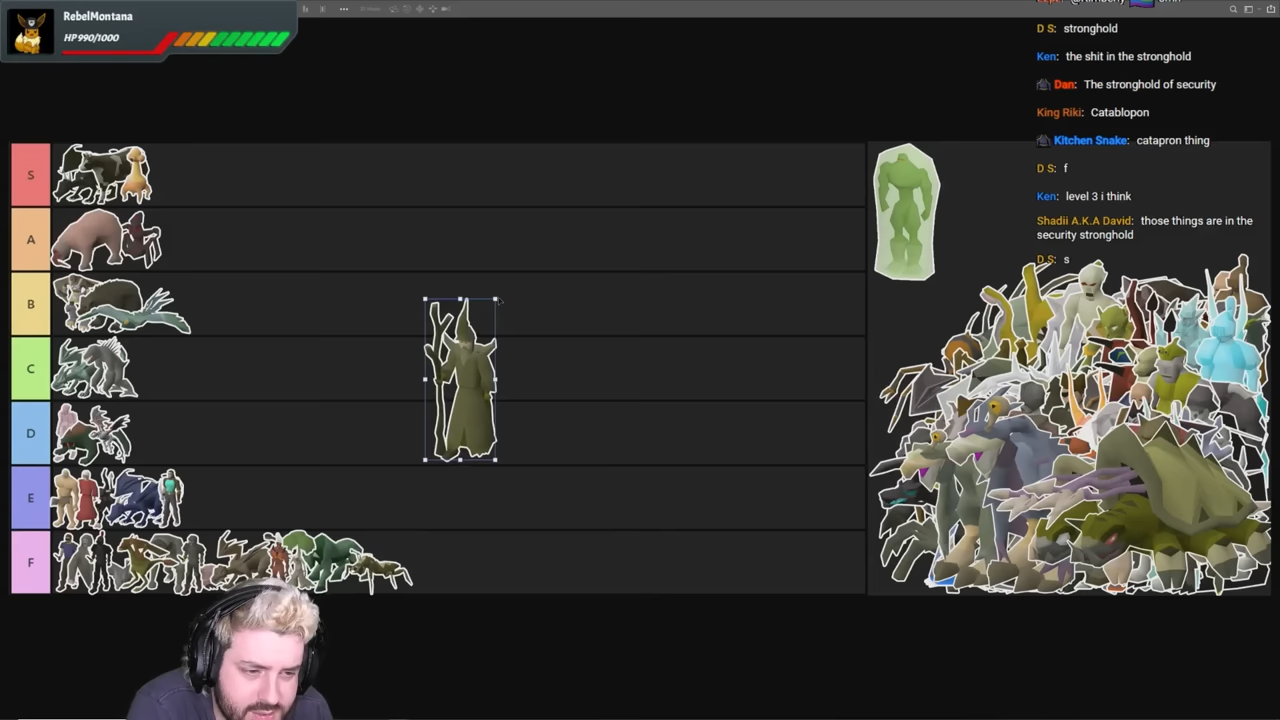 RebelMontana
HP 990/1000
D S: stronghold
Ken: the shit in the stronghold
Dan: The stronghold of security
King Riki: Catablopon
Kitchen Snake: catapron thing
D S: f
Ken: level 3 i think
Shadii A.K.A David: those things are in the
security stronghold
D S: s
S
A
B
C
D
E
F